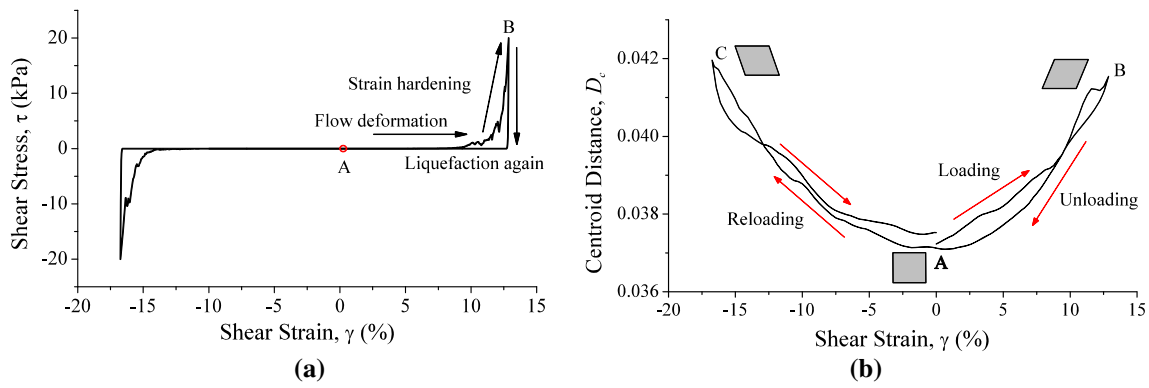 (a)
Shear Stress, τ (kPa)
20
10
0
-10
-20
-20
-15
-10
-5
0
5
10
15
Shear Strain, γ (%)
B
Strain hardening
Flow deformation
A
Liquefaction again
(b)
Centroid Distance, Dc
0.042
0.040
0.038
0.036
-20
-15
-10
-5
0
5
10
15
Shear Strain, γ (%)
C
B
Loading
Unloading
Reloading
A